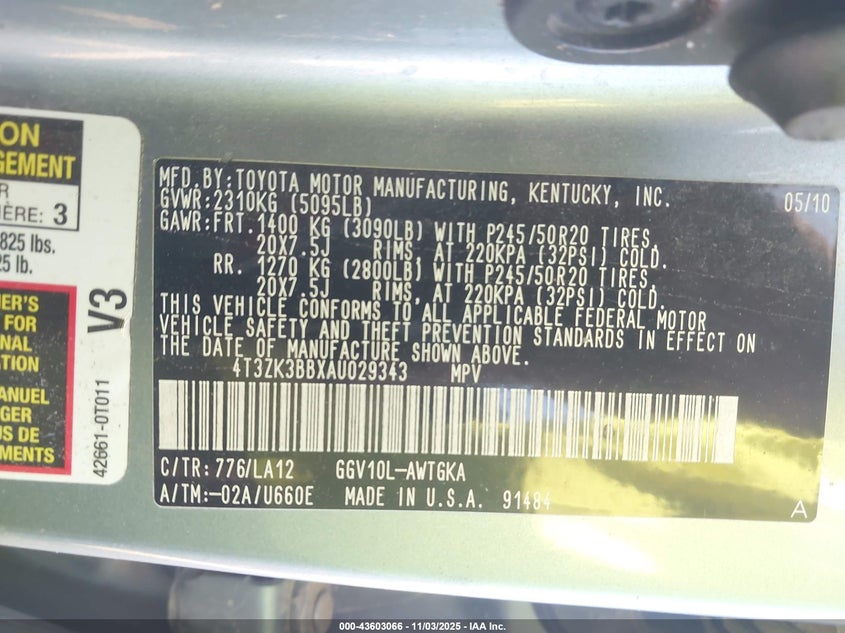 ON
GEMENT
R
IÈRE: 3
825 lbs.
5 lb.
ER'S
FOR
NAL
ATION
ANUEL
GER
US DE
EMENTS
V3
42661-0T011
MFD.BY:TOYOTA MOTOR MANUFACTURING, KENTUCKY, INC. 05/10
GVWR:2310KG (5095LB)
GAWR:FRT.1400 KG (3090LB) WITH P245/50R20 TIRES,
20X7.5J RIMS, AT 220KPA (32PSI) COLD.
RR. 1270 KG (2800LB) WITH P245/50R20 TIRES,
20X7.5J RIMS, AT 220KPA (32PSI) COLD.
THIS VEHICLE CONFORMS TO ALL APPLICABLE FEDERAL MOTOR
VEHICLE SAFETY AND THEFT PREVENTION STANDARDS IN EFFECT ON
THE DATE OF MANUFACTURE SHOWN ABOVE.
4T3ZK3BBXAU029343 MPV
C/TR:776/LA12 GGV10L-AWTGKA
A/TM:-02A/U660E MADE IN U.S.A. 91484
A
000-43603066 - 11/03/2025 - IAA Inc.